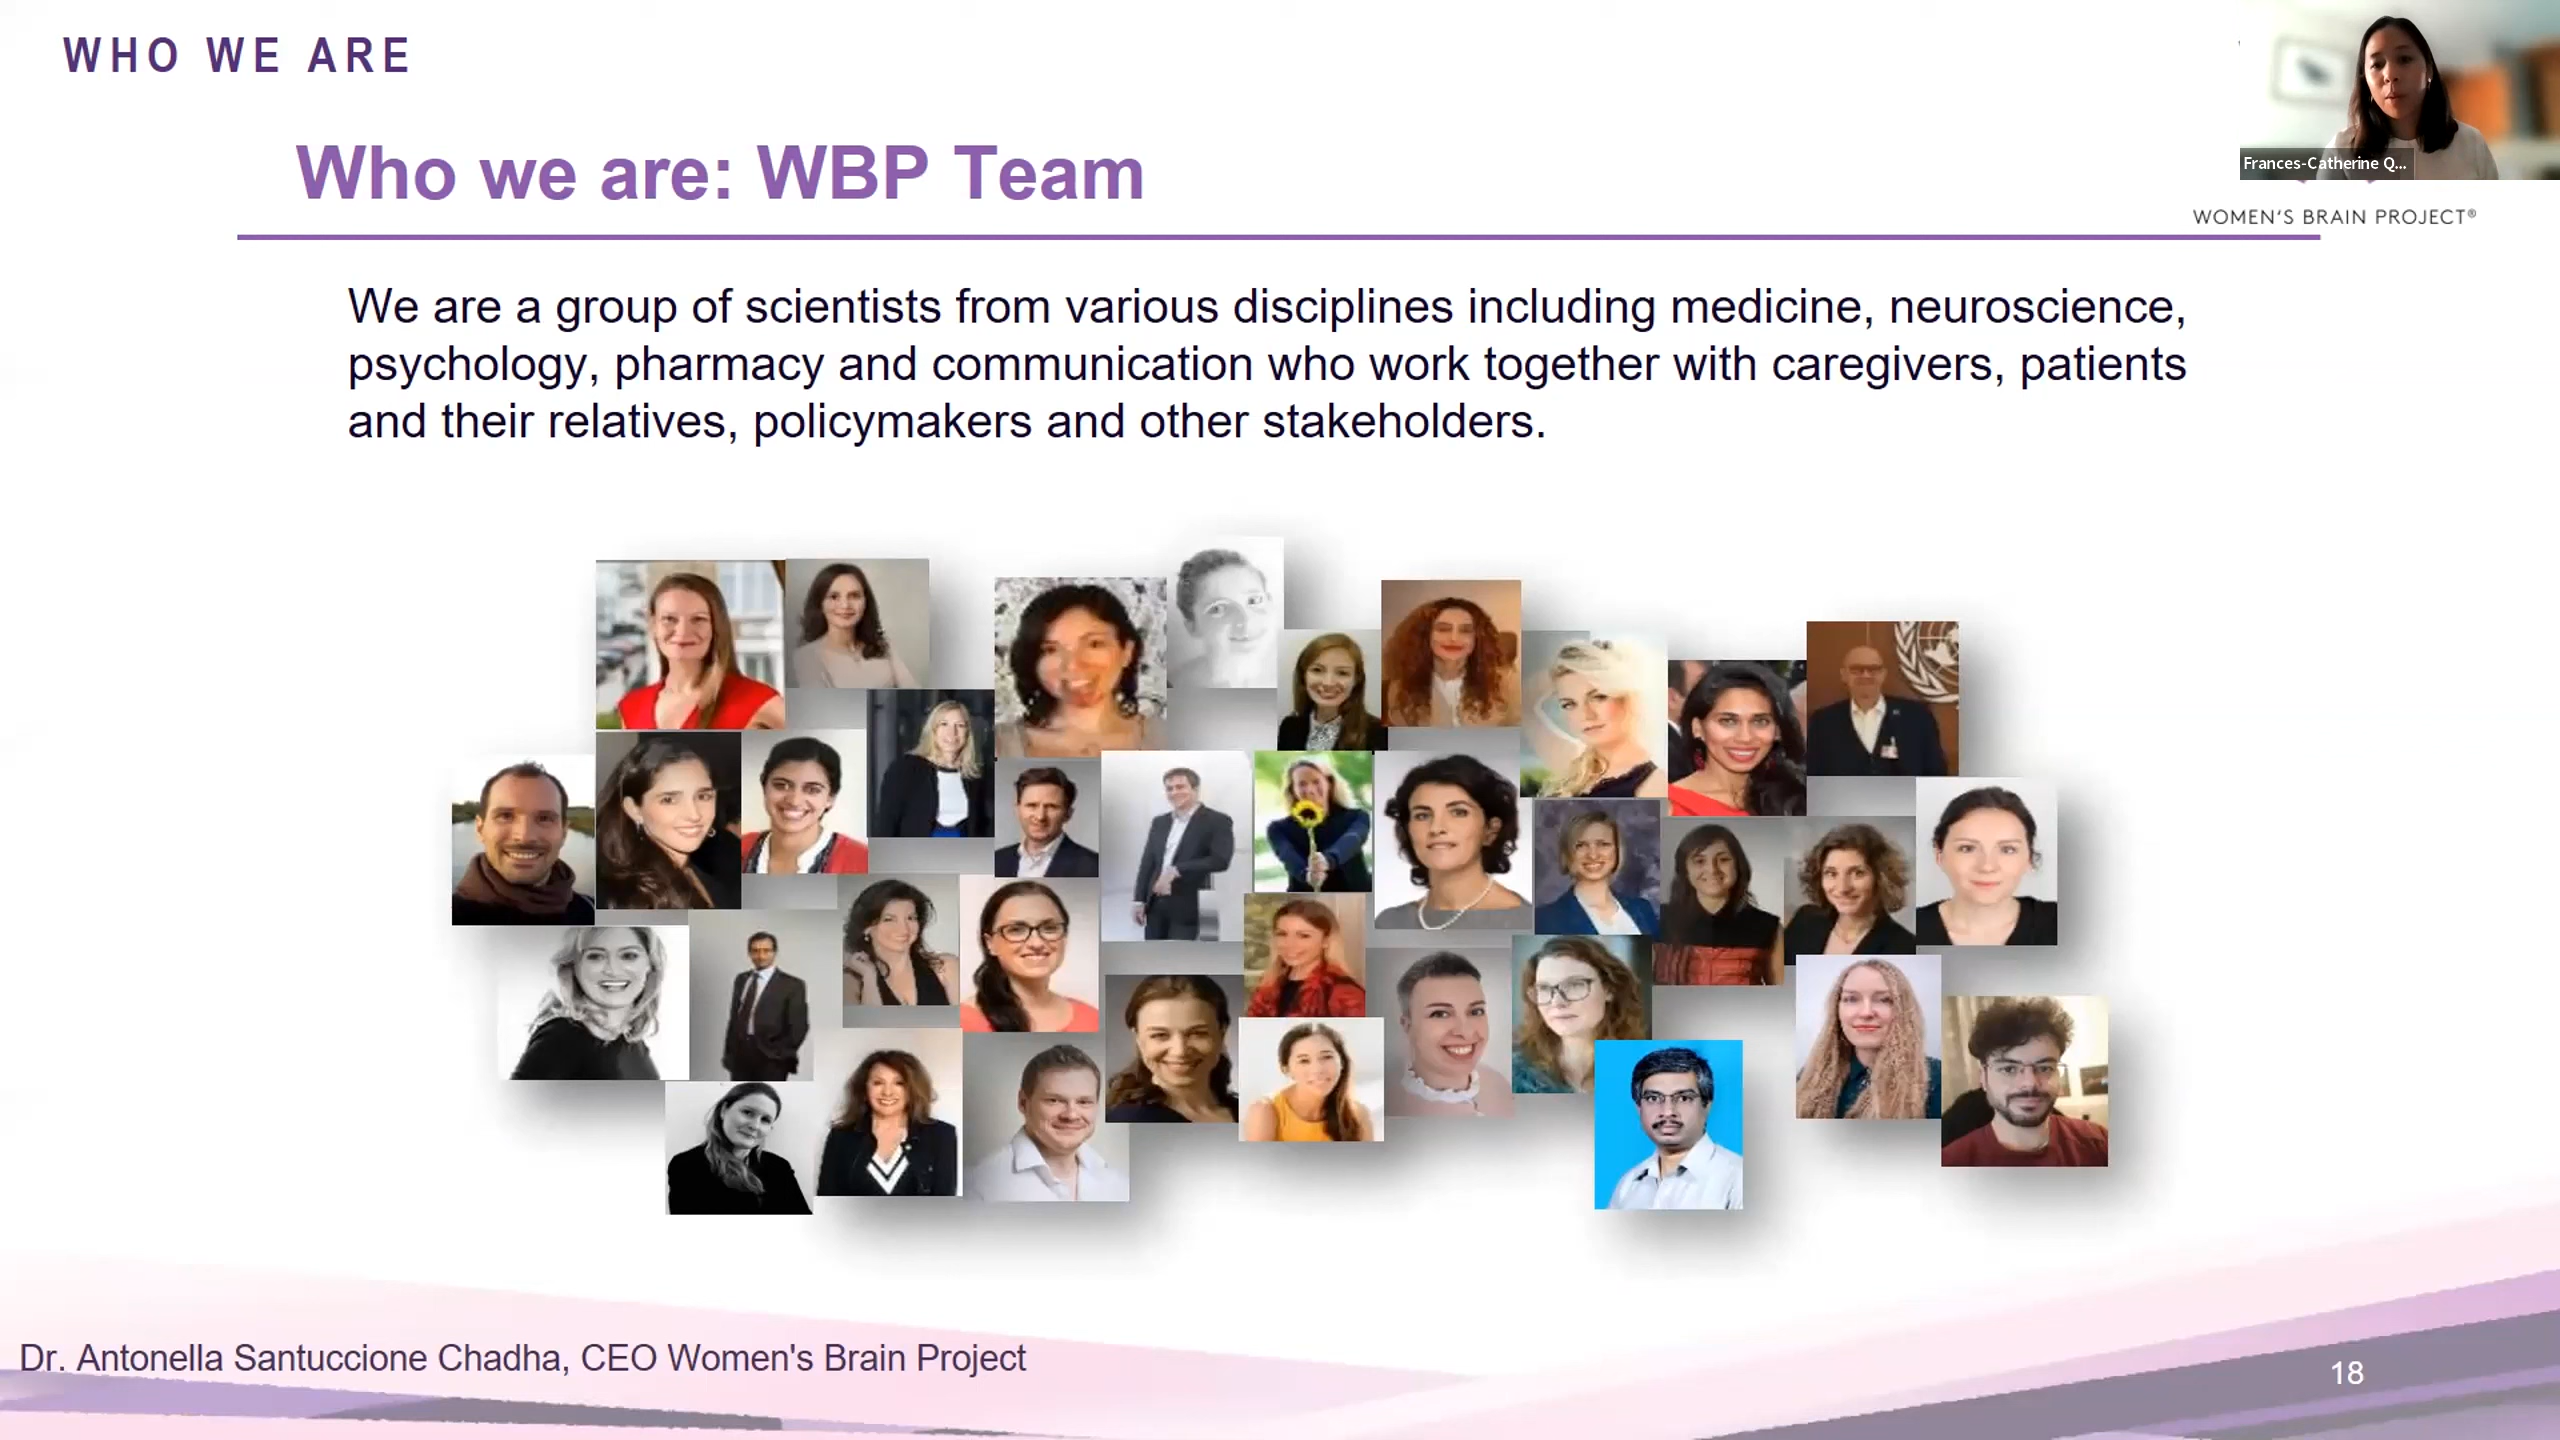 WHO WE ARE
Who we are: WBP Team
Frances-Catherine Q...
WOMEN'S BRAIN PROJECT®
We are a group of scientists from various disciplines including medicine, neuroscience,
psychology, pharmacy and communication who work together with caregivers, patients
and their relatives, policymakers and other stakeholders.
Dr. Antonella Santuccione Chadha, CEO Women's Brain Project
18